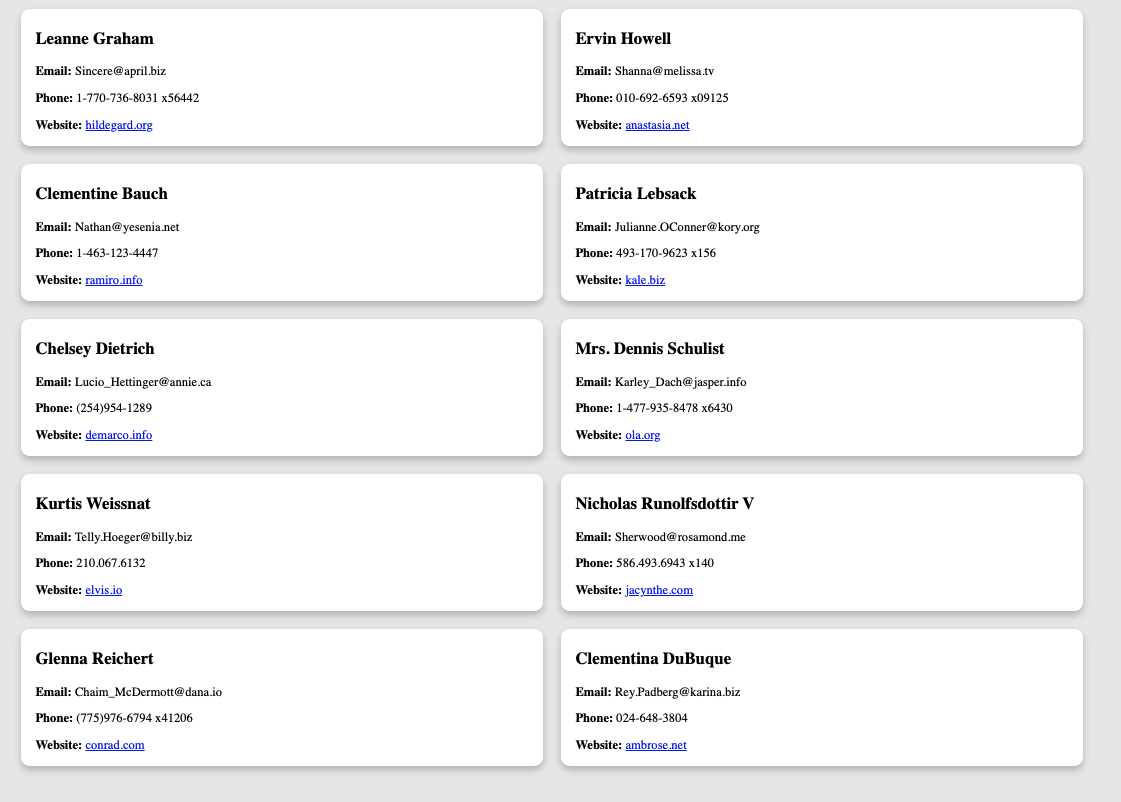 Leanne Graham
Email: Sincere@april.biz
Phone: 1-770-736-8031 x56442
Website: hildegard.org
Ervin Howell
Email: Shanna@melissa.tv
Phone: 010-692-6593 x09125
Website: anastasia.net
Clementine Bauch
Email: Nathan@yesenia.net
Phone: 1-463-123-4447
Website: ramiro.info
Patricia Lebsack
Email: Julianne.OConner@kory.org
Phone: 493-170-9623 x156
Website: kale.biz
Chelsey Dietrich
Email: Lucio_Hettinger@annie.ca
Phone: (254)954-1289
Website: demarco.info
Mrs. Dennis Schulist
Email: Karley_Dach@jasper.info
Phone: 1-477-935-8478 x6430
Website: ola.org
Kurtis Weissnat
Email: Telly.Hoeger@billy.biz
Phone: 210.067.6132
Website: elvis.io
Nicholas Runolfsdottir V
Email: Sherwood@rosamond.me
Phone: 586.493.6943 x140
Website: jacynthe.com
Glenna Reichert
Email: Chaim_McDermott@dana.io
Phone: (775)976-6794 x41206
Website: conrad.com
Clementina DuBuque
Email: Rey.Padberg@karina.biz
Phone: 024-648-3804
Website: ambrose.net